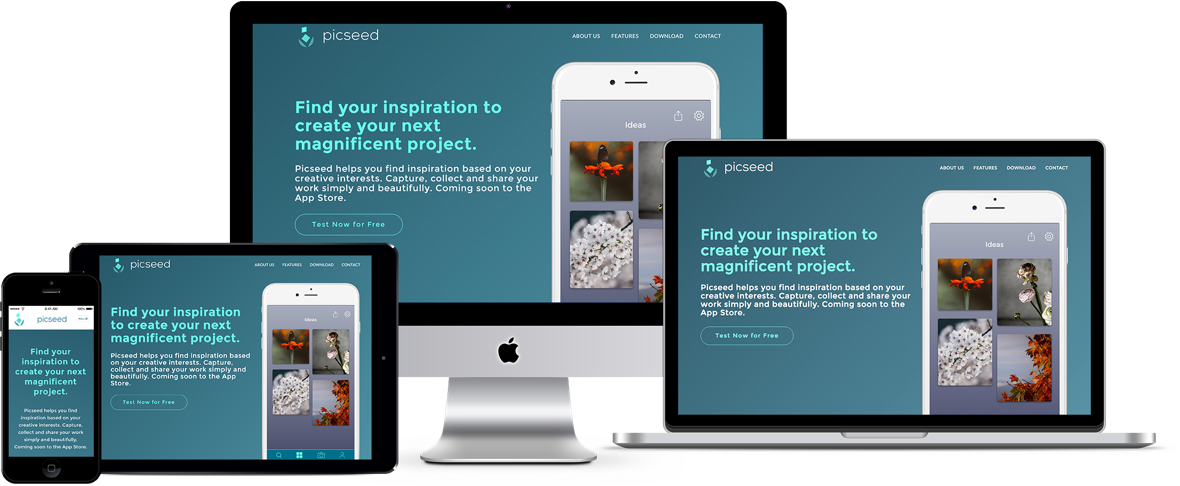 picseed
ABOUT US FEATURES DOWNLOAD CONTACT
Find your inspiration to
create your next
magnificent project.
Picseed helps you find inspiration based on your
creative interests. Capture, collect and share your
work simply and beautifully. Coming soon to the
App Store.
Test Now for Free
Ideas
picseed
ABOUT US FEATURES DOWNLOAD CONTACT
Find your inspiration to
create your next
magnificent project.
Picseed helps you find inspiration based on your
creative interests. Capture, collect and share your
work simply and beautifully. Coming soon to the
App Store.
Test Now for Free
Ideas
picseed
ABOUT US FEATURES DOWNLOAD CONTACT
Find your inspiration
to create your next
magnificent project.
Picseed helps you find inspiration based
on your creative interests. Capture,
collect and share your work simply and
beautifully. Coming soon to the App
Store.
Test Now for Free
Ideas
picseed
Find your
inspiration to
create your next
magnificent
project.
Picseed helps you find
inspiration based on your
creative interests. Capture,
collect and share your work
simply and beautifully.
Coming soon to the App Store.